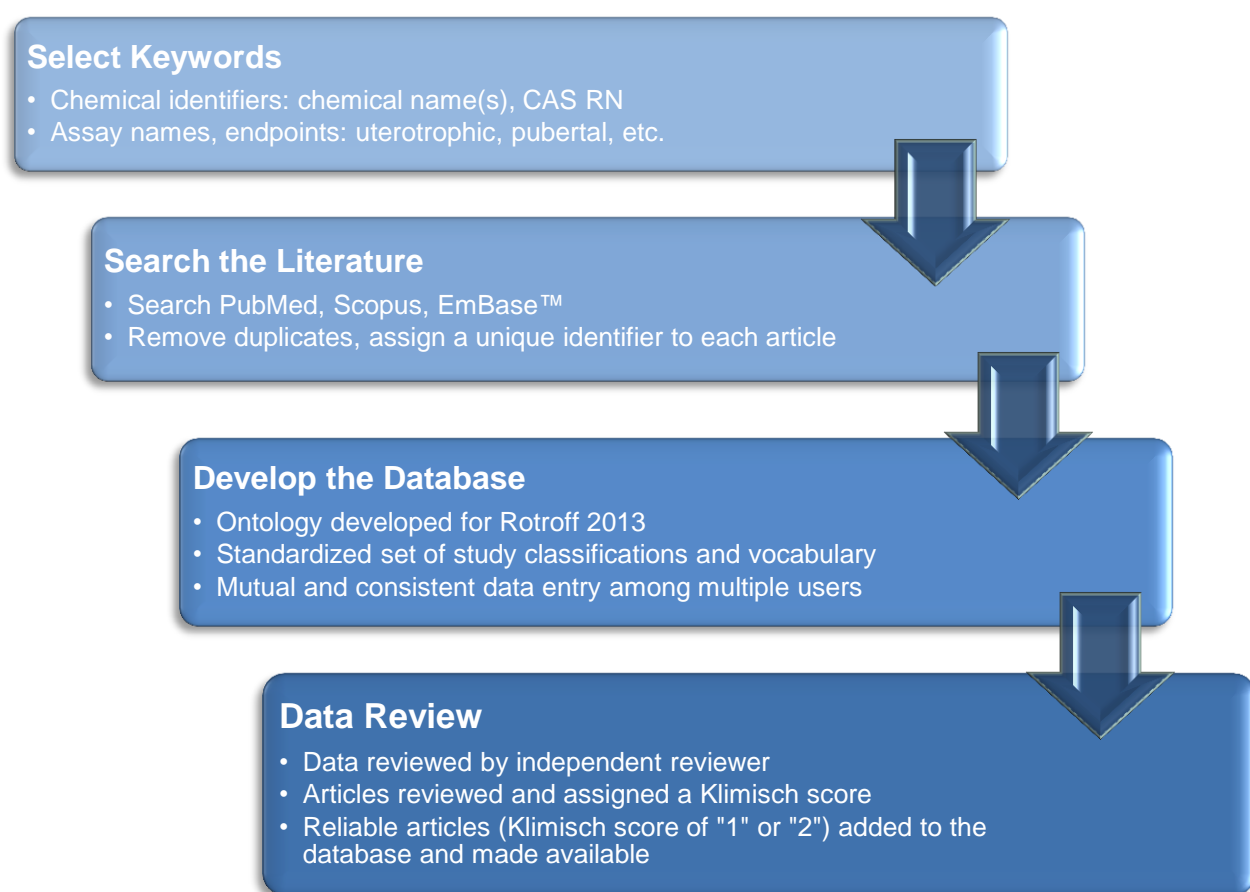 Select Keywords
• Chemical identifiers: chemical name(s), CAS RN
• Assay names, endpoints: uterotrophic, pubertal, etc.
Search the Literature
• Search PubMed, Scopus, EmBase™
• Remove duplicates, assign a unique identifier to each article
Develop the Database
• Ontology developed for Rotroff 2013
• Standardized set of study classifications and vocabulary
• Mutual and consistent data entry among multiple users
Data Review
• Data reviewed by independent reviewer
• Articles reviewed and assigned a Klimisch score
• Reliable articles (Klimisch score of "1" or "2") added to the
database and made available